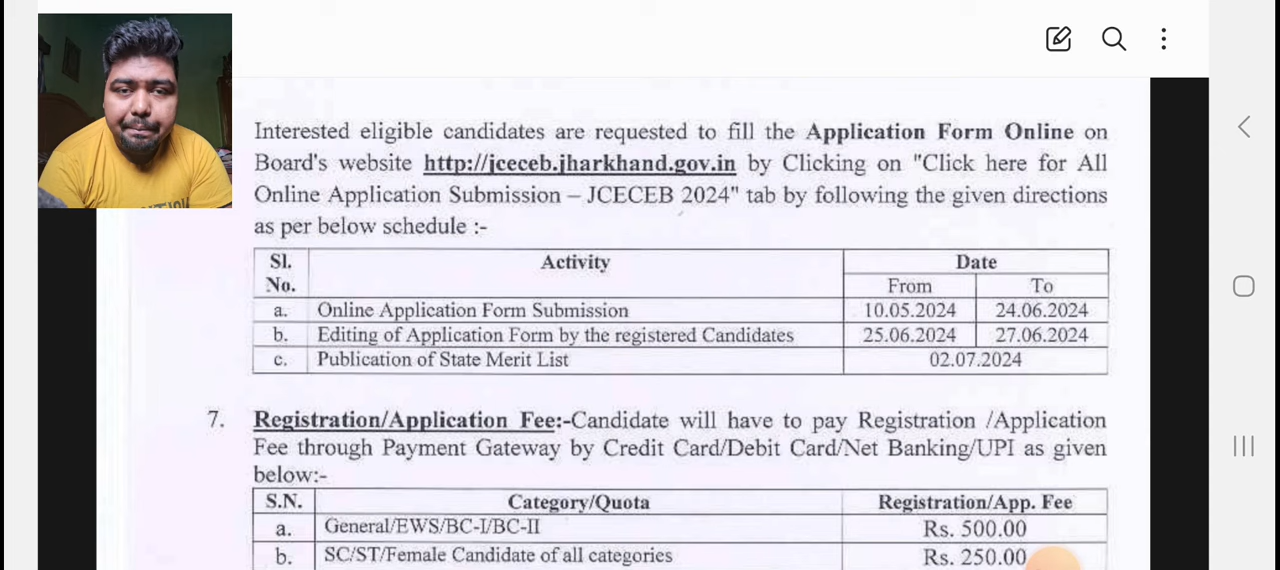 Interested eligible candidates are requested to fill the Application Form Online on
Board's website http://jceceb.jharkhand.gov.in by Clicking on "Click here for All
Online Application Submission – JCECEB 2024" tab by following the given directions
as per below schedule :-
Sl. No. Activity Date
From To
a. Online Application Form Submission 10.05.2024 24.06.2024
b. Editing of Application Form by the registered Candidates 25.06.2024 27.06.2024
c. Publication of State Merit List 02.07.2024
7. Registration/Application Fee:-Candidate will have to pay Registration /Application
Fee through Payment Gateway by Credit Card/Debit Card/Net Banking/UPI as given
below:-
S.N. Category/Quota Registration/App. Fee
a. General/EWS/BC-I/BC-II Rs. 500.00
b. SC/ST/Female Candidate of all categories Rs. 250.00